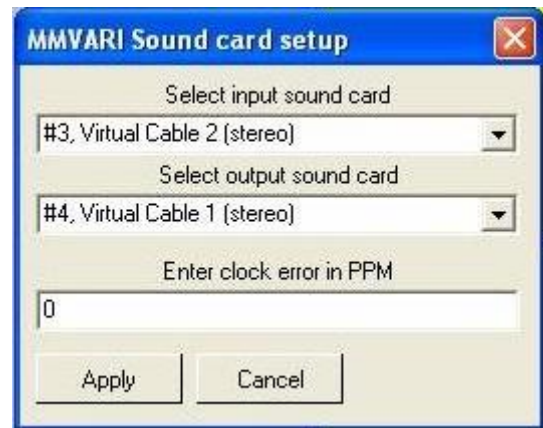 MMVARI Sound card setup
Select input sound card
#3, Virtual Cable 2 (stereo)
Select output sound card
#4, Virtual Cable 1 (stereo)
Enter clock error in PPM
0
Apply Cancel